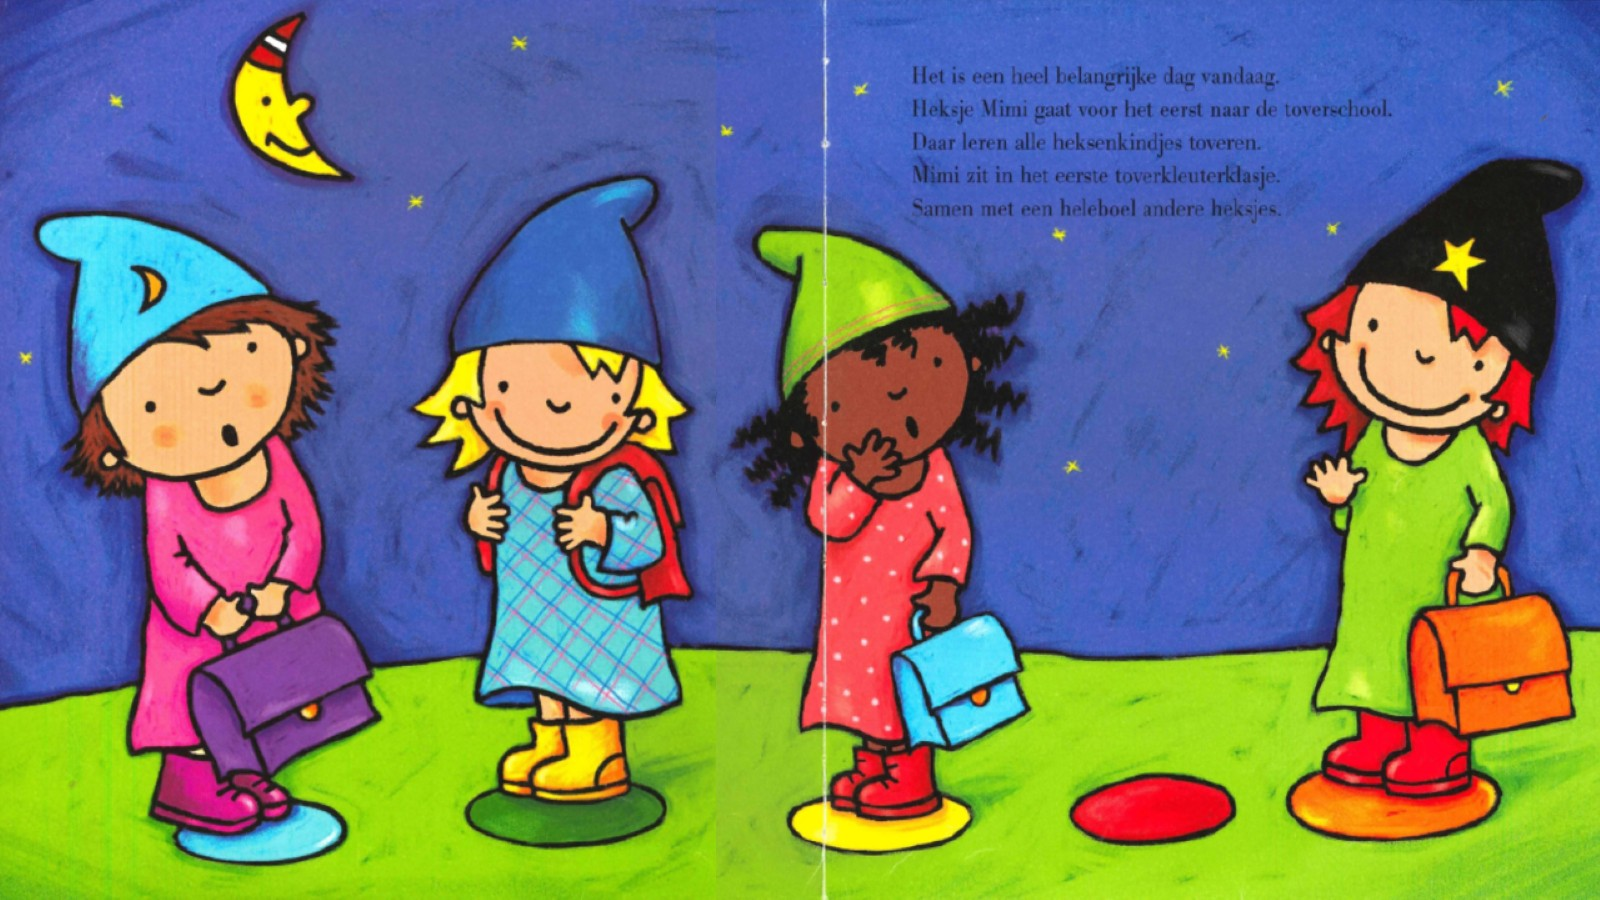 Het is een heel belangrijke dag vandaag.
Heksje Mimi gaat voor het eerst naar de toverschool.
Daar leren alle heksenkindjes toveren.
Mimi zit in het eerste toverkleuterklasje.
Samen met een heleboel andere heksjes.